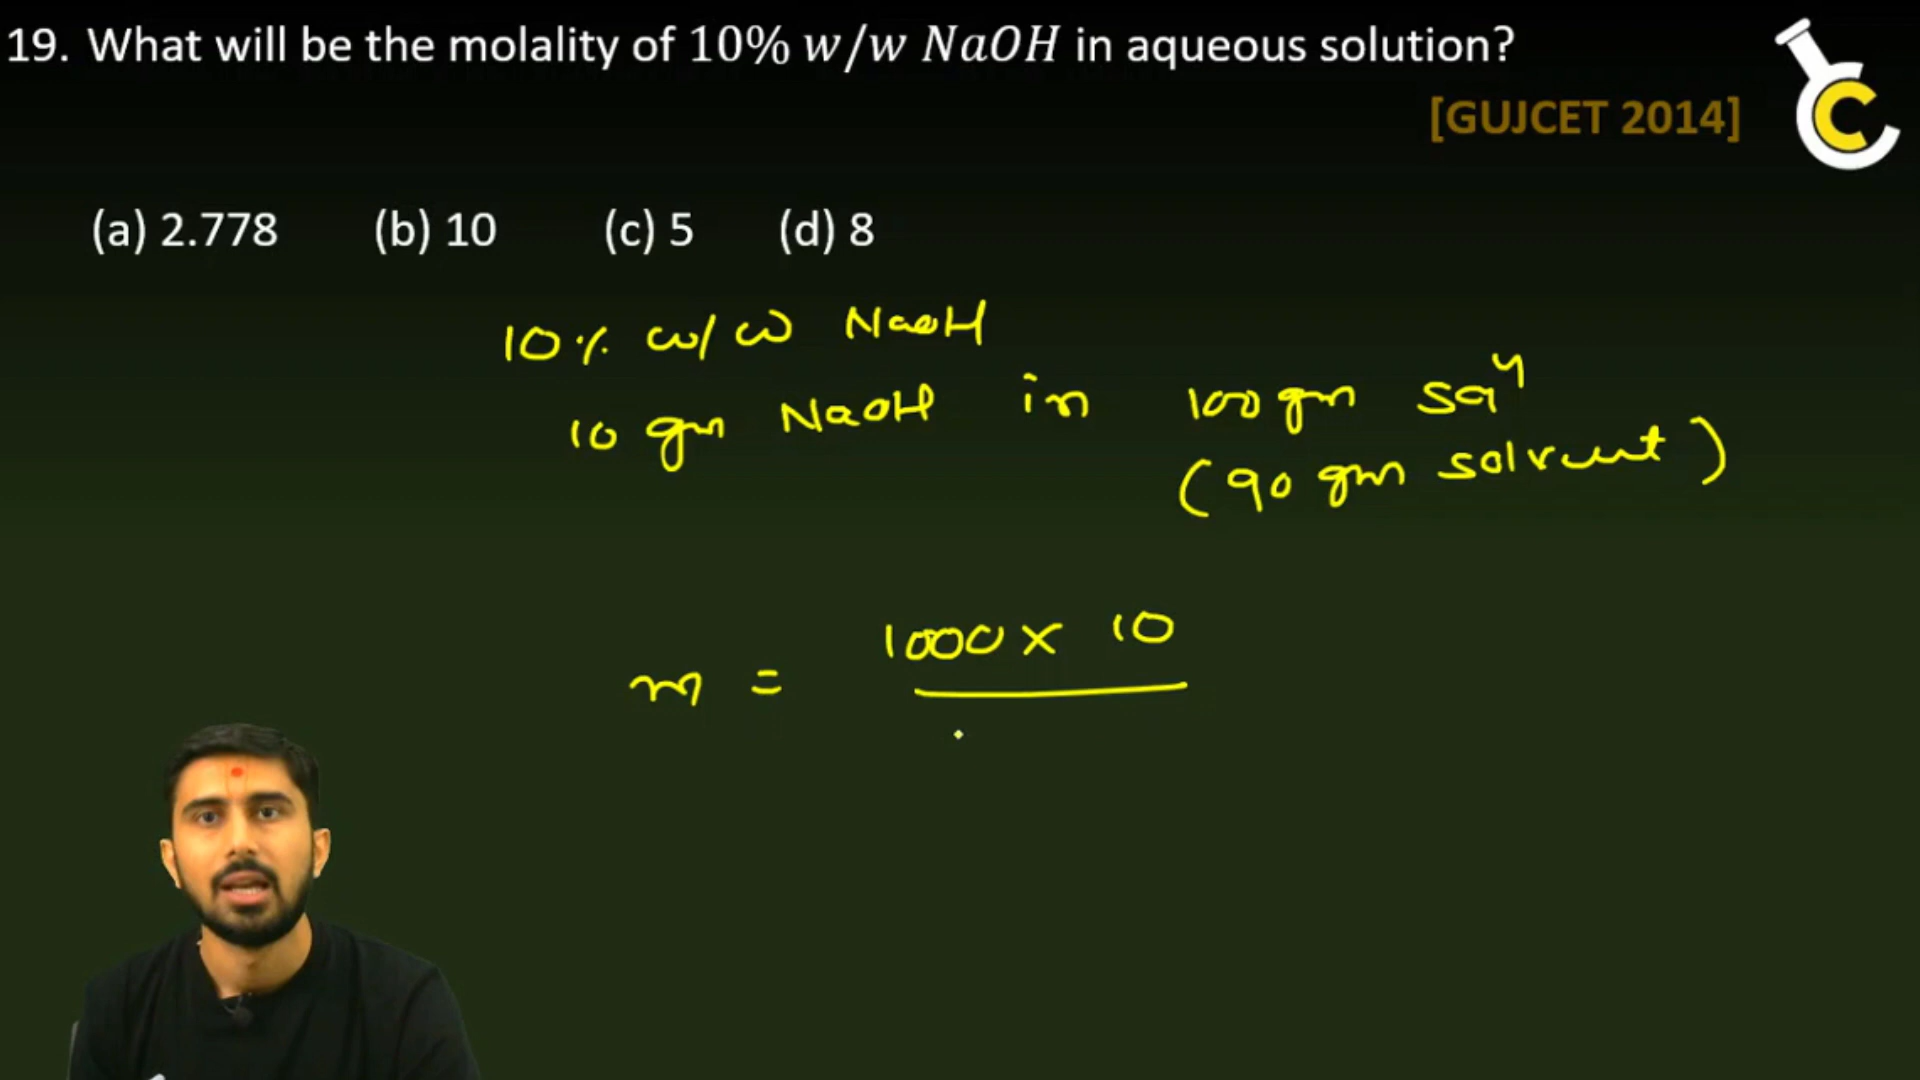 19. What will be the molality of 10% w/w NaOH in aqueous solution?
[GUJCET 2014]
(a) 2.778 (b) 10 (c) 5 (d) 8
10% w/w NaOH
10 gm NaOH in 100 gm solⁿ
(90 gm solvent)
m = 1000 × 10